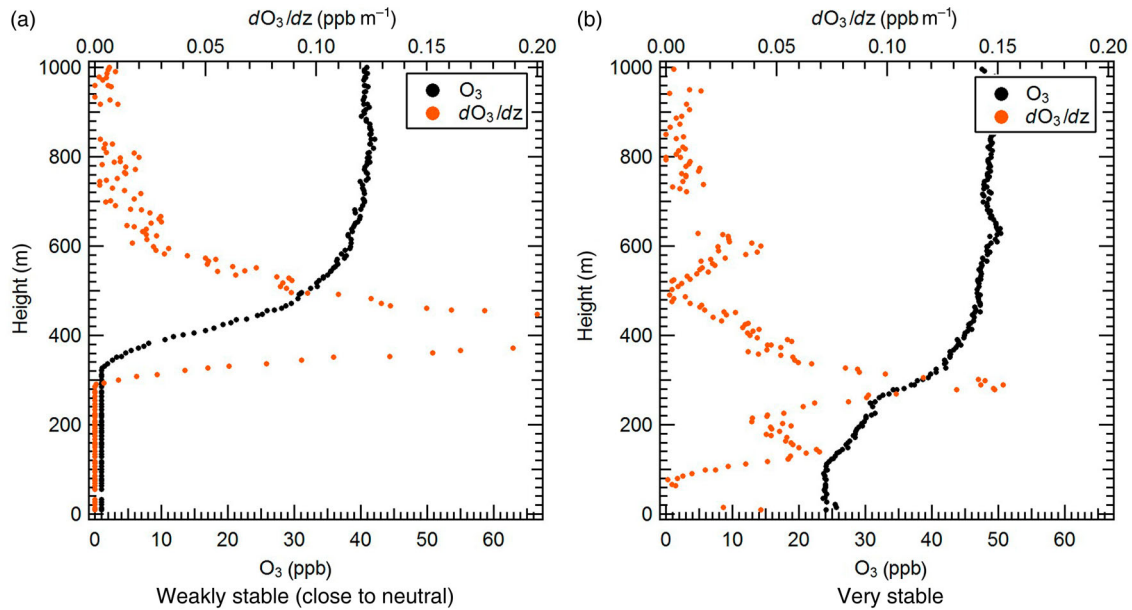 (a)
dO₃/dz (ppb m⁻¹)
0.00 0.05 0.10 0.15 0.20
1000
800
600
400
200
0
Height (m)
O₃
dO₃/dz
0 10 20 30 40 50 60
O₃ (ppb)
Weakly stable (close to neutral)
(b)
dO₃/dz (ppb m⁻¹)
0.00 0.05 0.10 0.15 0.20
1000
800
600
400
200
0
Height (m)
O₃
dO₃/dz
0 10 20 30 40 50 60
O₃ (ppb)
Very stable